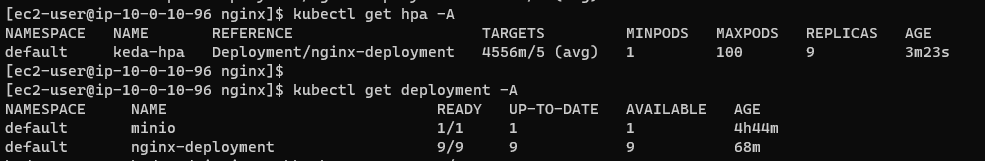 [ec2-user@ip-10-0-10-96 nginx]$ kubectl get hpa -A
NAMESPACE   NAME       REFERENCE                     TARGETS          MINPODS   MAXPODS   REPLICAS   AGE
default     keda-hpa   Deployment/nginx-deployment   4556m/5 (avg)   1         100       9          3m23s
[ec2-user@ip-10-0-10-96 nginx]$
[ec2-user@ip-10-0-10-96 nginx]$ kubectl get deployment -A
NAMESPACE     NAME                      READY   UP-TO-DATE   AVAILABLE   AGE
default       minio                     1/1     1            1           4h44m
default       nginx-deployment          9/9     9            9           68m